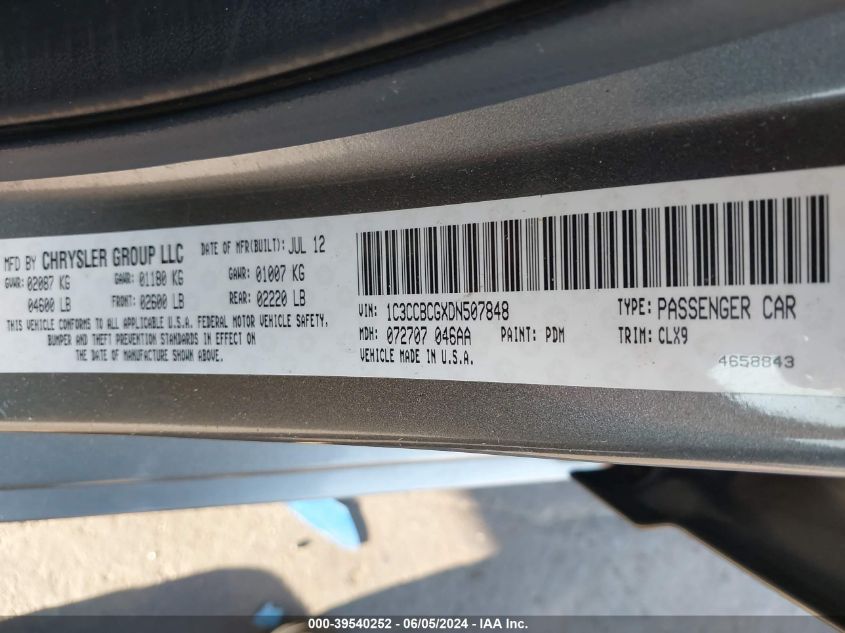 MFD BY CHRYSLER GROUP LLC DATE OF MFR(BUILT): JUL 12
GVWR: 02087 KG GAWR: 01180 KG GAWR: 01007 KG
04600 LB FRONT: 02600 LB REAR: 02220 LB
THIS VEHICLE CONFORMS TO APPLICABLE U.S.A. FEDERAL MOTOR VEHICLE SAFETY,
BUMPER AND THEFT PREVENTION STANDARDS IN EFFECT ON
THE DATE OF MANUFACTURE SHOWN ABOVE.
VIN: 1C3CCBCGXDN507848 TYPE: PASSENGER CAR
MDH: 072707 046AA PAINT: PDM TRIM: CLX9
VEHICLE MADE IN U.S.A. 4658843
000-39540252 - 06/05/2024 - IAA Inc.